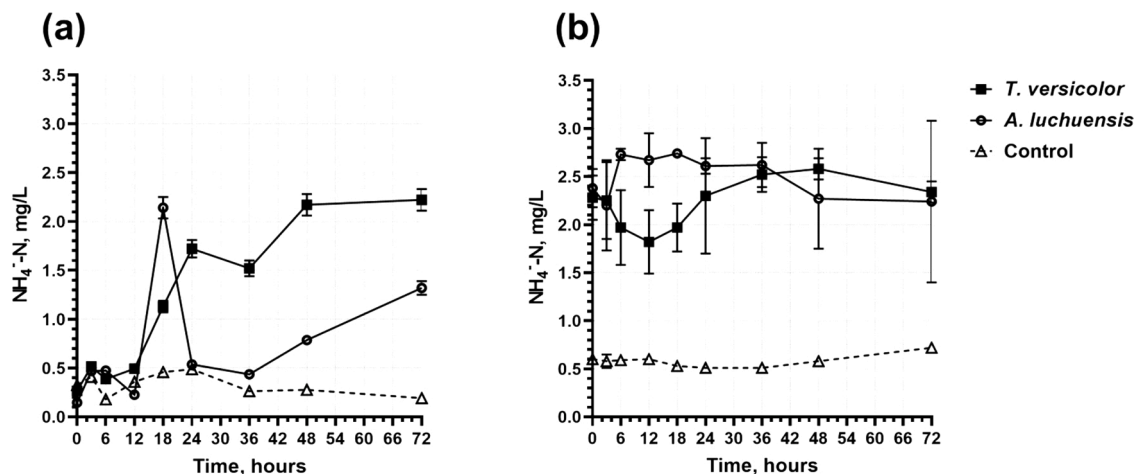 (a)
NH₄⁻-N, mg/L
3.5
3.0
2.5
2.0
1.5
1.0
0.5
0.0
0 6 12 18 24 30 36 42 48 54 60 66 72
Time, hours
(b)
NH₄⁻-N, mg/L
3.5
3.0
2.5
2.0
1.5
1.0
0.5
0.0
0 6 12 18 24 30 36 42 48 54 60 66 72
Time, hours
T. versicolor
A. luchuensis
Control